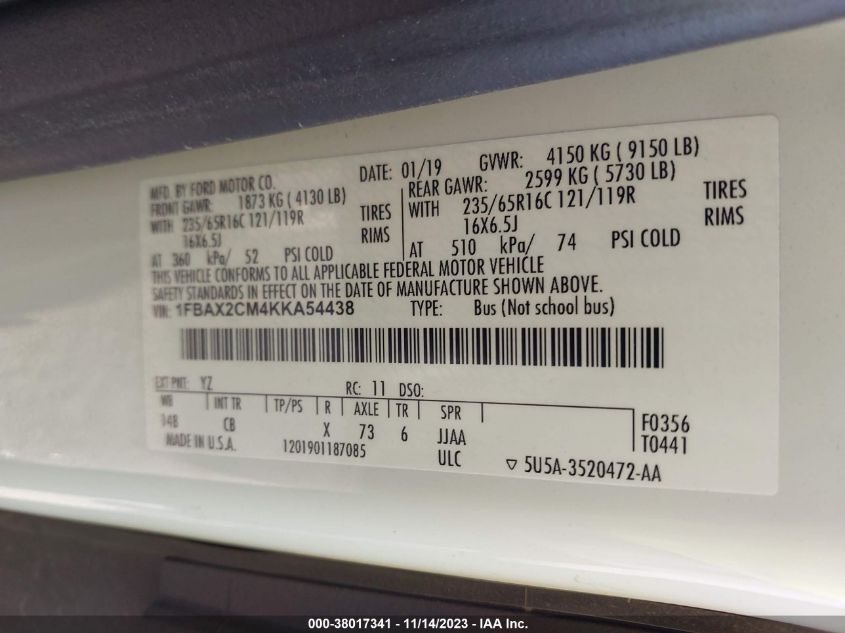 MFD. BY FORD MOTOR CO.
DATE: 01/19 GVWR: 4150 KG ( 9150 LB)
FRONT GAWR: 1873 KG ( 4130 LB)
WITH 235/65R16C 121/119R TIRES
16X6.5J RIMS
AT 360 kPa/ 52 PSI COLD
REAR GAWR: 2599 KG ( 5730 LB)
WITH 235/65R16C 121/119R TIRES
16X6.5J RIMS
AT 510 kPa/ 74 PSI COLD
THIS VEHICLE CONFORMS TO ALL APPLICABLE FEDERAL MOTOR VEHICLE
SAFETY STANDARDS IN EFFECT ON THE DATE OF MANUFACTURE SHOWN ABOVE.
VIN: 1FBAX2CM4KKA54438 TYPE: Bus (Not school bus)
EXT PNT: YZ RC: 11 DSO:
WB INT TR TP/PS R AXLE TR SPR
148 CB X 73 6 JJAA
ULC
F0356
T0441
MADE IN U.S.A. 1201901187085
▽ 5U5A-3520472-AA
000-38017341 - 11/14/2023 - IAA Inc.